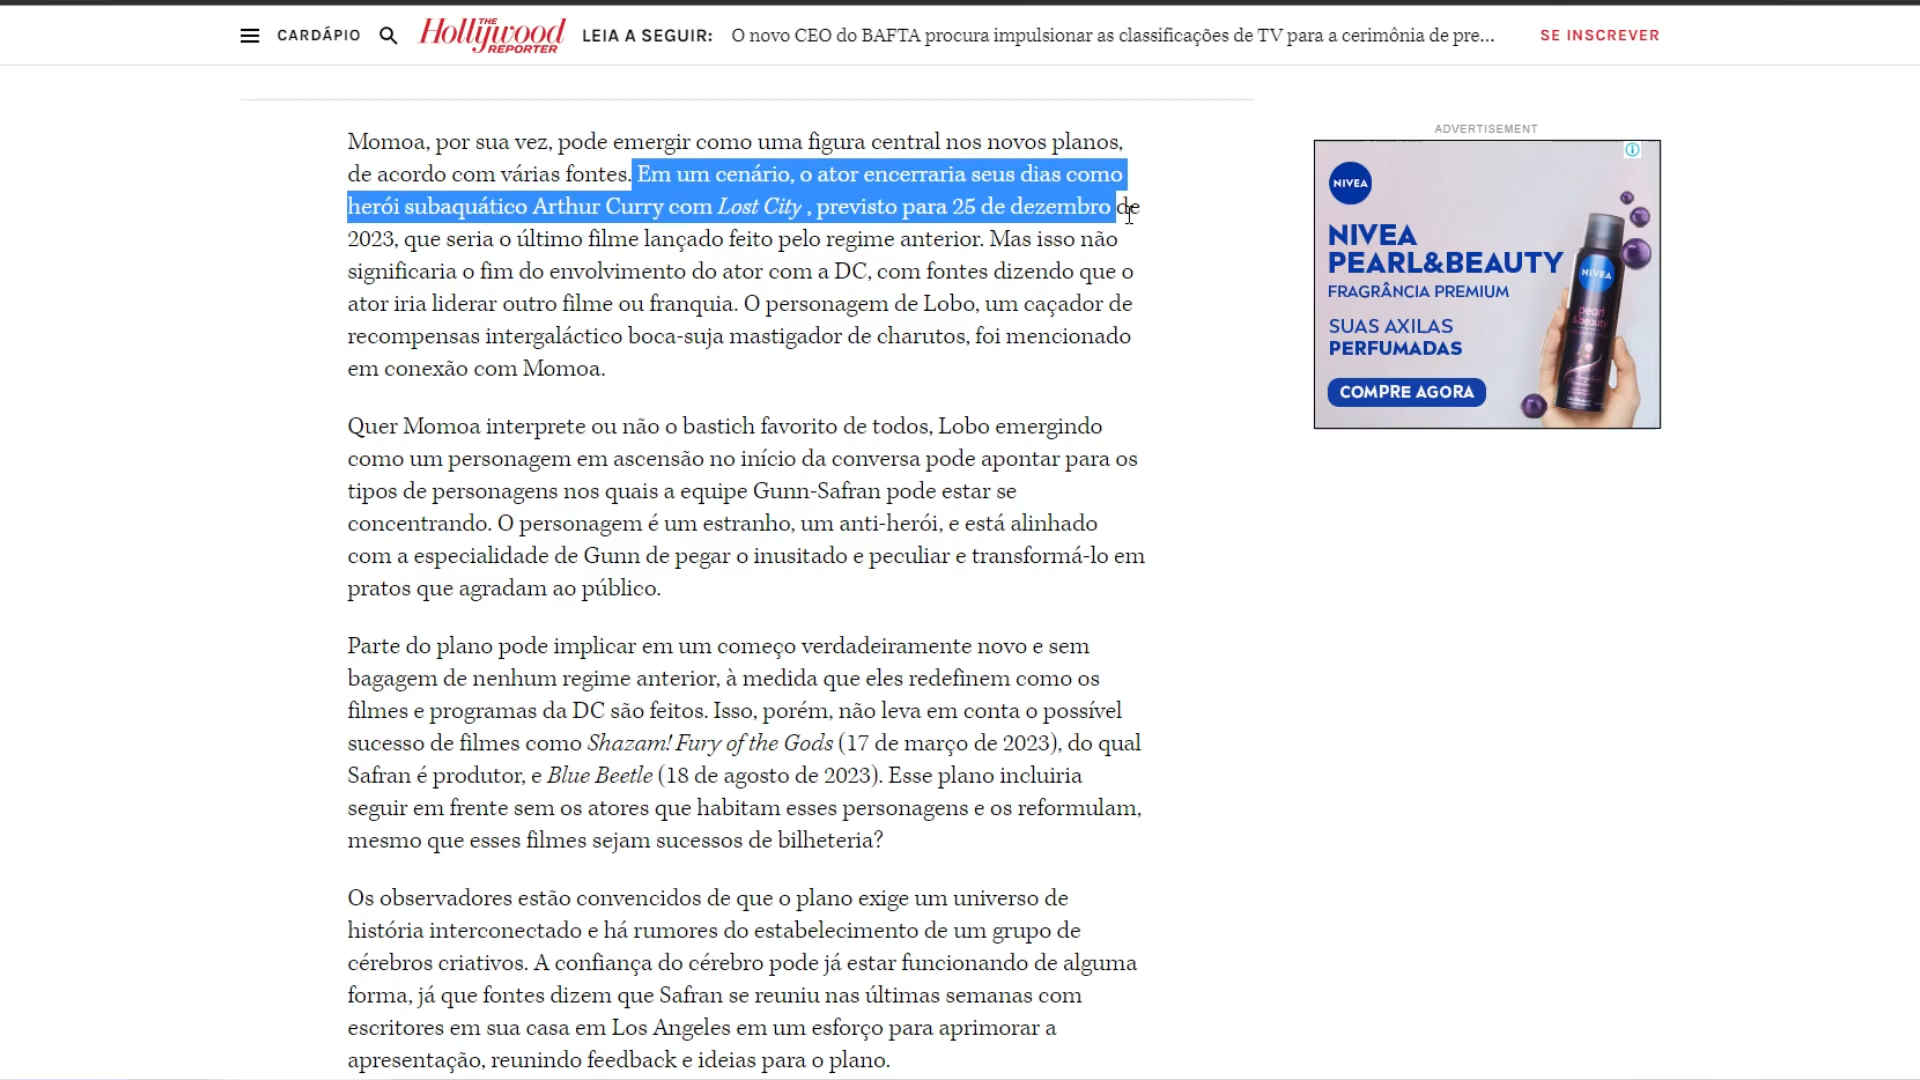 CARDÁPIO
THE
Hollywood
REPORTER
LEIA A SEGUIR: O novo CEO do BAFTA procura impulsionar as classificações de TV para a cerimônia de pre...
SE INSCREVER
Momoa, por sua vez, pode emergir como uma figura central nos novos planos,
de acordo com várias fontes. Em um cenário, o ator encerraria seus dias como
herói subaquático Arthur Curry com Lost City , previsto para 25 de dezembro de
2023, que seria o último filme lançado feito pelo regime anterior. Mas isso não
significaria o fim do envolvimento do ator com a DC, com fontes dizendo que o
ator iria liderar outro filme ou franquia. O personagem de Lobo, um caçador de
recompensas intergaláctico boca-suja mastigador de charutos, foi mencionado
em conexão com Momoa.
Quer Momoa interprete ou não o bastich favorito de todos, Lobo emergindo
como um personagem em ascensão no início da conversa pode apontar para os
tipos de personagens nos quais a equipe Gunn-Safran pode estar se
concentrando. O personagem é um estranho, um anti-herói, e está alinhado
com a especialidade de Gunn de pegar o inusitado e peculiar e transformá-lo em
pratos que agradam ao público.
Parte do plano pode implicar em um começo verdadeiramente novo e sem
bagagem de nenhum regime anterior, à medida que eles redefinem como os
filmes e programas da DC são feitos. Isso, porém, não leva em conta o possível
sucesso de filmes como Shazam! Fury of the Gods (17 de março de 2023), do qual
Safran é produtor, e Blue Beetle (18 de agosto de 2023). Esse plano incluiria
seguir em frente sem os atores que habitam esses personagens e os reformulam,
mesmo que esses filmes sejam sucessos de bilheteria?
Os observadores estão convencidos de que o plano exige um universo de
história interconectado e há rumores do estabelecimento de um grupo de
cérebros criativos. A confiança do cérebro pode já estar funcionando de alguma
forma, já que fontes dizem que Safran se reuniu nas últimas semanas com
escritores em sua casa em Los Angeles em um esforço para aprimorar a
apresentação, reunindo feedback e ideias para o plano.
ADVERTISEMENT
NIVEA
NIVEA
PEARL&BEAUTY
FRAGRÂNCIA PREMIUM
SUAS AXILAS
PERFUMADAS
COMPRE AGORA
NIVEA
pearl
&beauty